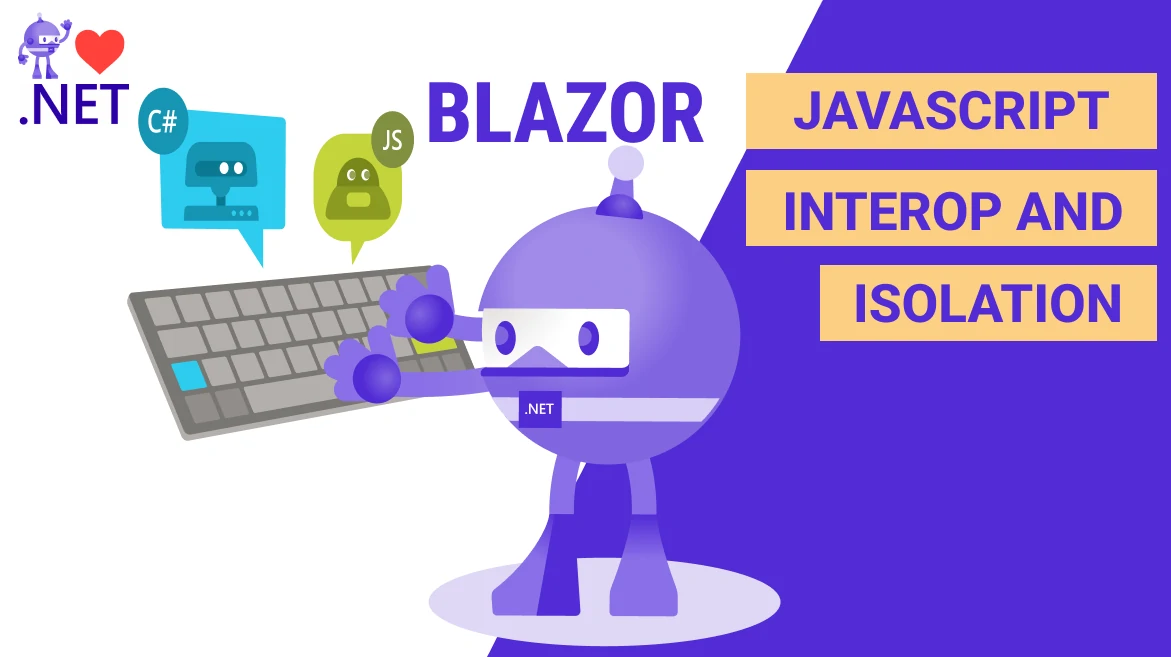 .NET
C#
JS
BLAZOR
JAVASCRIPT
INTEROP AND
ISOLATION
.NET